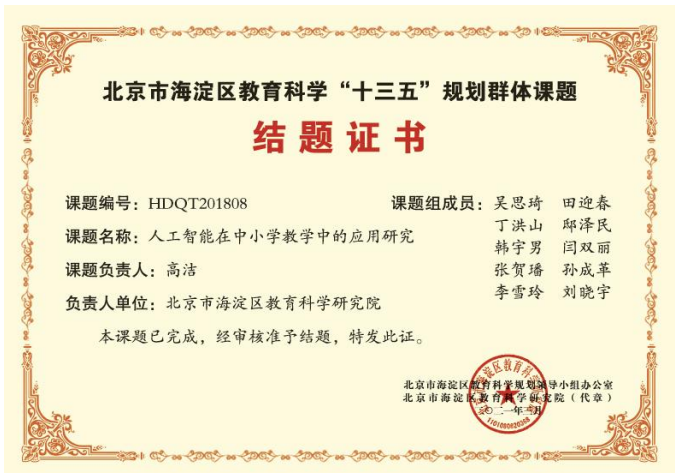 北京市海淀区教育科学“十三五”规划群体课题
结题证书
课题编号：HDQT201808
课题名称：人工智能在中小学教学中的应用研究
课题负责人：高洁
负责人单位：北京市海淀区教育科学研究院
课题组成员：吴思琦 田迎春
丁洪山 邸泽民
韩宇男 闫双丽
张贺璠 孙成革
李雪玲 刘晓宇
本课题已完成，经审核准予结题，特发此证。
北京市海淀区教育科学规划领导小组办公室
北京市海淀区教育科学研究院（代章）
二〇二一年三月